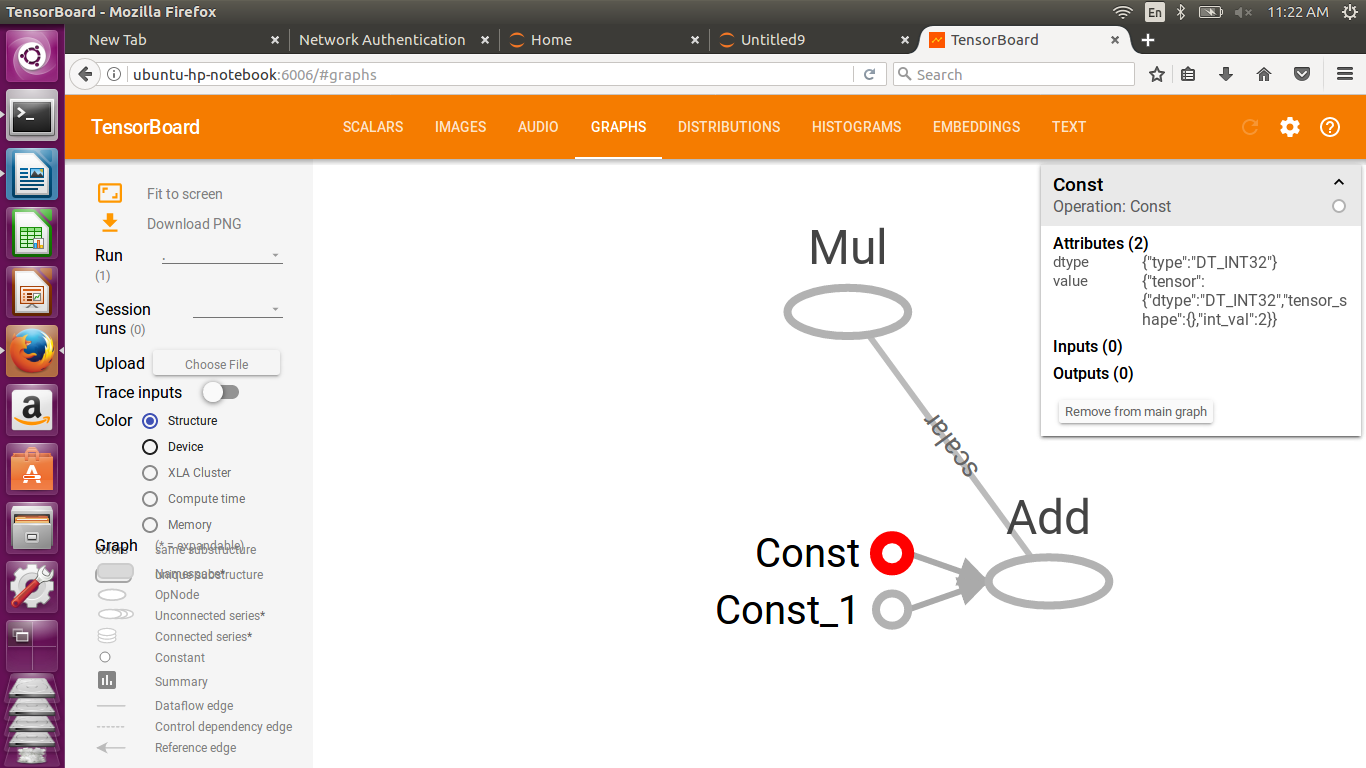 TensorBoard - Mozilla Firefox
En
11:22 AM
New Tab
Network Authentication
Home
Untitled9
TensorBoard
ubuntu-hp-notebook:6006/#graphs
Search
TensorBoard
SCALARS
IMAGES
AUDIO
GRAPHS
DISTRIBUTIONS
HISTOGRAMS
EMBEDDINGS
TEXT
Fit to screen
Download PNG
Run
(1)
.
Session
runs (0)
Upload
Choose File
Trace inputs
Color
Structure
Device
XLA Cluster
Compute time
Memory
Graph
(* = expandable)
colors
same substructure
Namespace*
unique substructure
OpNode
Unconnected series*
Connected series*
Constant
Summary
Dataflow edge
Control dependency edge
Reference edge
Mul
scalar
Add
Const
Const_1
Const
Operation: Const
Attributes (2)
dtype
{"type":"DT_INT32"}
value
{"tensor":
{"dtype":"DT_INT32","tensor_s
hape":{},"int_val":2}}
Inputs (0)
Outputs (0)
Remove from main graph